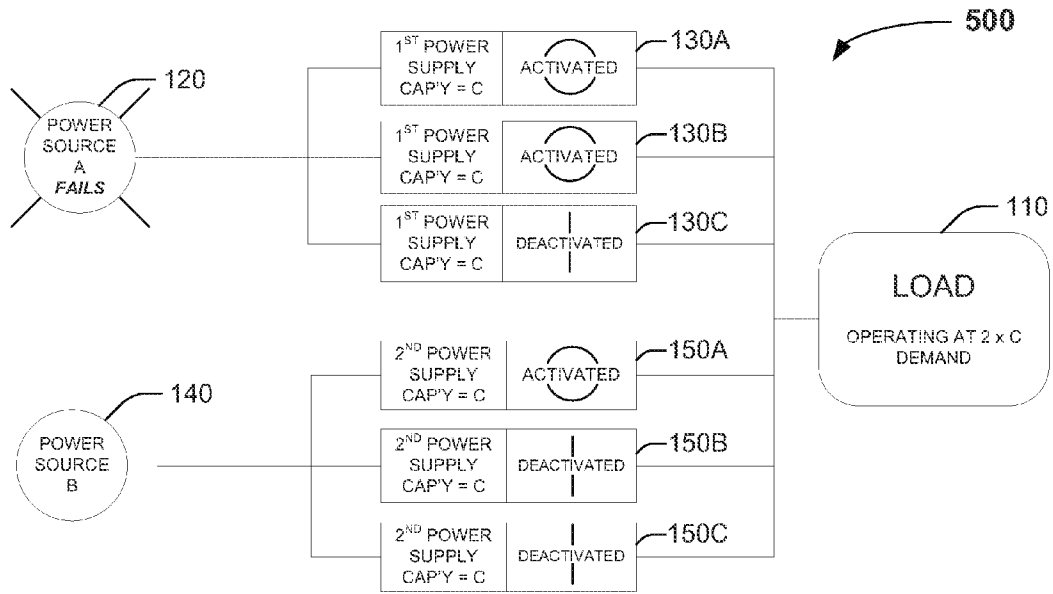 500
120
POWER
SOURCE
A
FAILS
1ST POWER
SUPPLY
CAP'Y = C
ACTIVATED
130A
1ST POWER
SUPPLY
CAP'Y = C
ACTIVATED
130B
1ST POWER
SUPPLY
CAP'Y = C
DEACTIVATED
130C
110
LOAD
OPERATING AT 2 x C
DEMAND
140
POWER
SOURCE
B
2ND POWER
SUPPLY
CAP'Y = C
ACTIVATED
150A
2ND POWER
SUPPLY
CAP'Y = C
DEACTIVATED
150B
2ND POWER
SUPPLY
CAP'Y = C
DEACTIVATED
150C